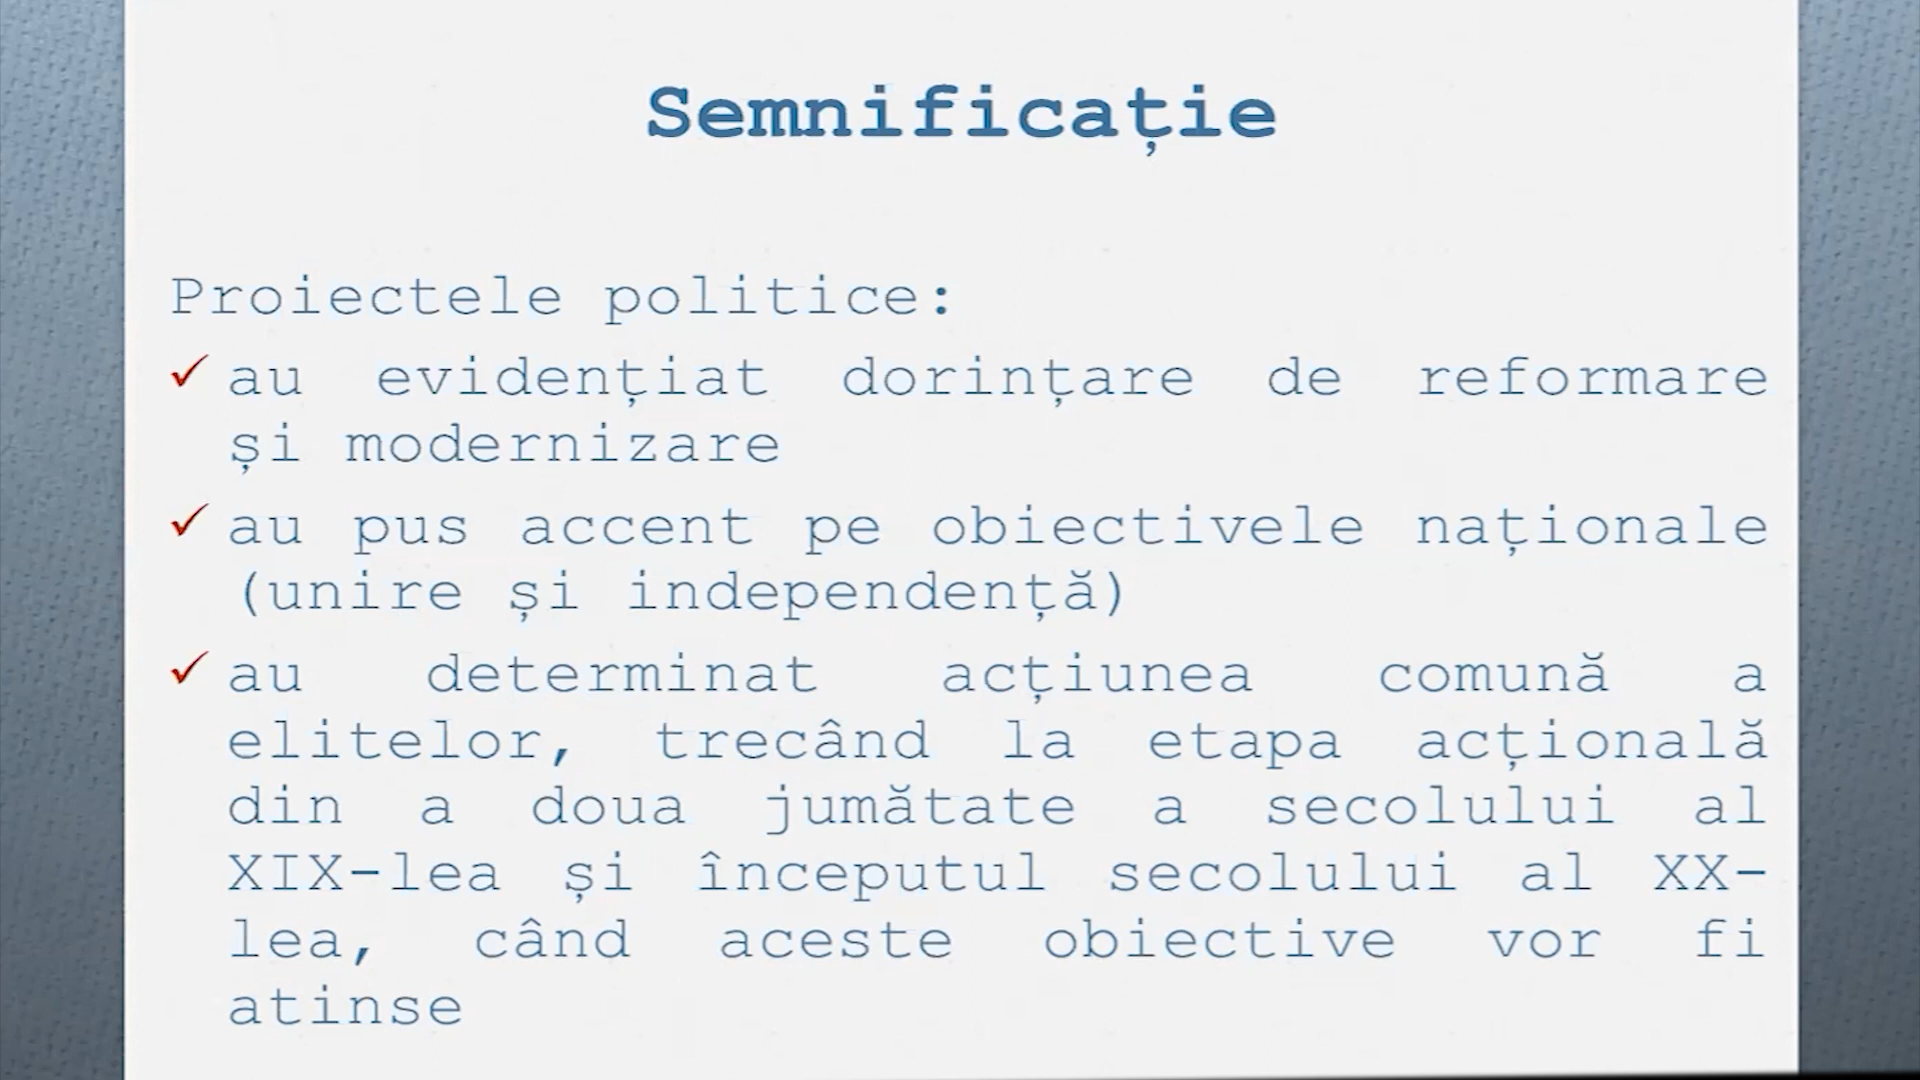 Semnificație
Proiectele politice:
✓ au evidențiat dorințare de reformare
și modernizare
✓ au pus accent pe obiectivele naționale
(unire și independență)
✓ au determinat acțiunea comună a
elitelor, trecând la etapa acțională
din a doua jumătate a secolului al
XIX-lea și începutul secolului al XX-
lea, când aceste obiective vor fi
atinse